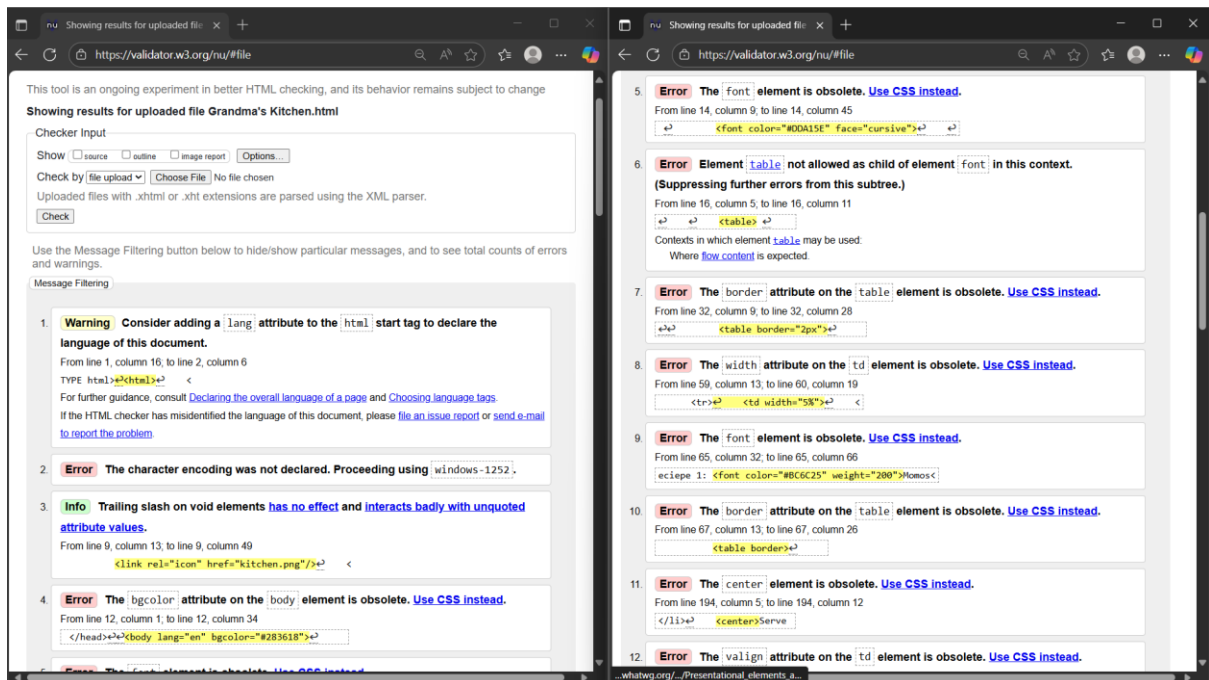 Showing results for uploaded file
https://validator.w3.org/nu/#file
This tool is an ongoing experiment in better HTML checking, and its behavior remains subject to change
Showing results for uploaded file Grandma's Kitchen.html
Checker Input
Show source outline image report Options...
Check by file upload Choose File No file chosen
Uploaded files with .xhtml or .xht extensions are parsed using the XML parser.
Check
Use the Message Filtering button below to hide/show particular messages, and to see total counts of errors
and warnings.
Message Filtering
1. Warning Consider adding a lang attribute to the html start tag to declare the
language of this document.
From line 1, column 16; to line 2, column 6
TYPE html>↩<html>↩ <
For further guidance, consult Declaring the overall language of a page and Choosing language tags.
If the HTML checker has misidentified the language of this document, please file an issue report or send e-mail
to report the problem.
2. Error The character encoding was not declared. Proceeding using windows-1252.
3. Info Trailing slash on void elements has no effect and interacts badly with unquoted
attribute values.
From line 9, column 13; to line 9, column 49
<link rel="icon" href="kitchen.png"/>↩ <
4. Error The bgcolor attribute on the body element is obsolete. Use CSS instead.
From line 12, column 1; to line 12, column 34
</head>↩↩<body lang="en" bgcolor="#283618">↩
5. Error The font element is obsolete. Use CSS instead.
Showing results for uploaded file
https://validator.w3.org/nu/#file
5. Error The font element is obsolete. Use CSS instead.
From line 14, column 9; to line 14, column 45
↩ <font color="#DDA15E" face="cursive">↩ ↩
6. Error Element table not allowed as child of element font in this context.
(Suppressing further errors from this subtree.)
From line 16, column 5; to line 16, column 11
↩ ↩ <table> ↩
Contexts in which element table may be used:
Where flow content is expected.
7. Error The border attribute on the table element is obsolete. Use CSS instead.
From line 32, column 9; to line 32, column 28
↩↩ <table border="2px">↩
8. Error The width attribute on the td element is obsolete. Use CSS instead.
From line 59, column 13; to line 60, column 19
<tr>↩ <td width="5%">↩ <
9. Error The font element is obsolete. Use CSS instead.
From line 65, column 32; to line 65, column 66
eciepe 1: <font color="#BC6C25" weight="200">Momos<
10. Error The border attribute on the table element is obsolete. Use CSS instead.
From line 67, column 13; to line 67, column 26
<table border>↩
11. Error The center element is obsolete. Use CSS instead.
From line 194, column 5; to line 194, column 12
</li>↩ <center>Serve
12. Error The valign attribute on the td element is obsolete. Use CSS instead.
...whatwg.org/.../Presentational_elements_a...